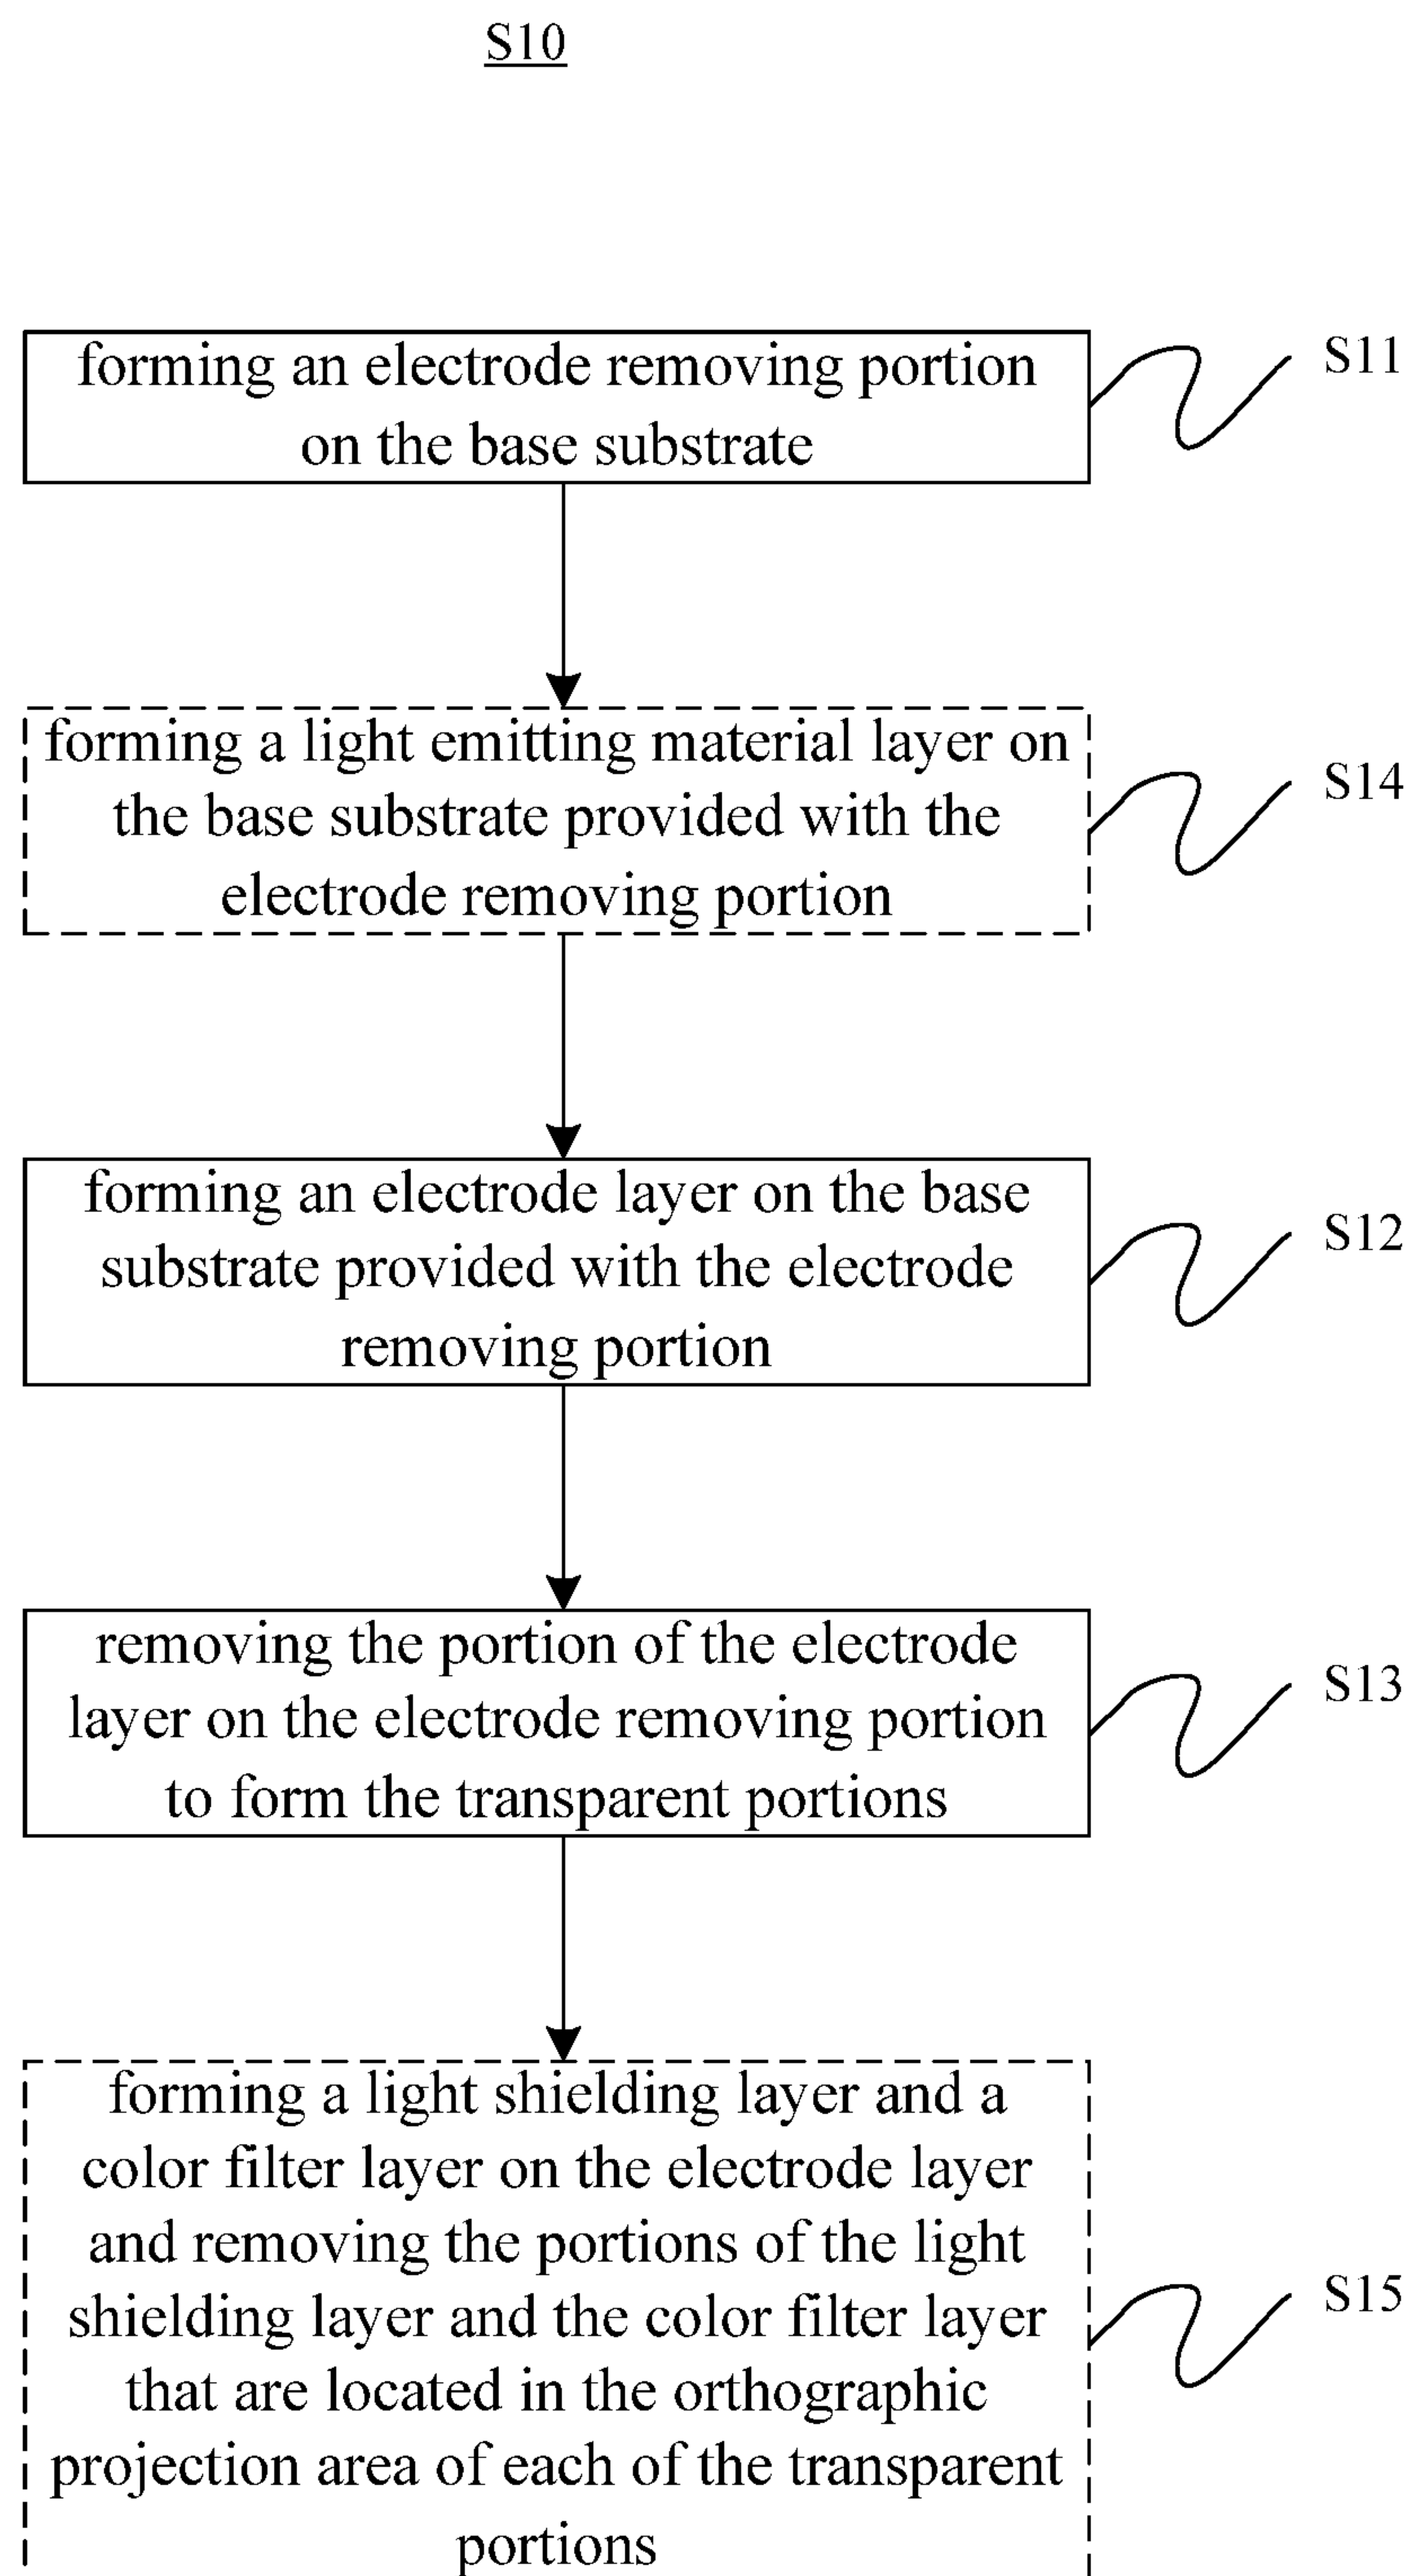 S10
forming an electrode removing portion
on the base substrate
S11
forming a light emitting material layer on
the base substrate provided with the
electrode removing portion
S14
forming an electrode layer on the base
substrate provided with the electrode
removing portion
S12
removing the portion of the electrode
layer on the electrode removing portion
to form the transparent portions
S13
forming a light shielding layer and a
color filter layer on the electrode layer
and removing the portions of the light
shielding layer and the color filter layer
that are located in the orthographic
projection area of each of the transparent
portions
S15